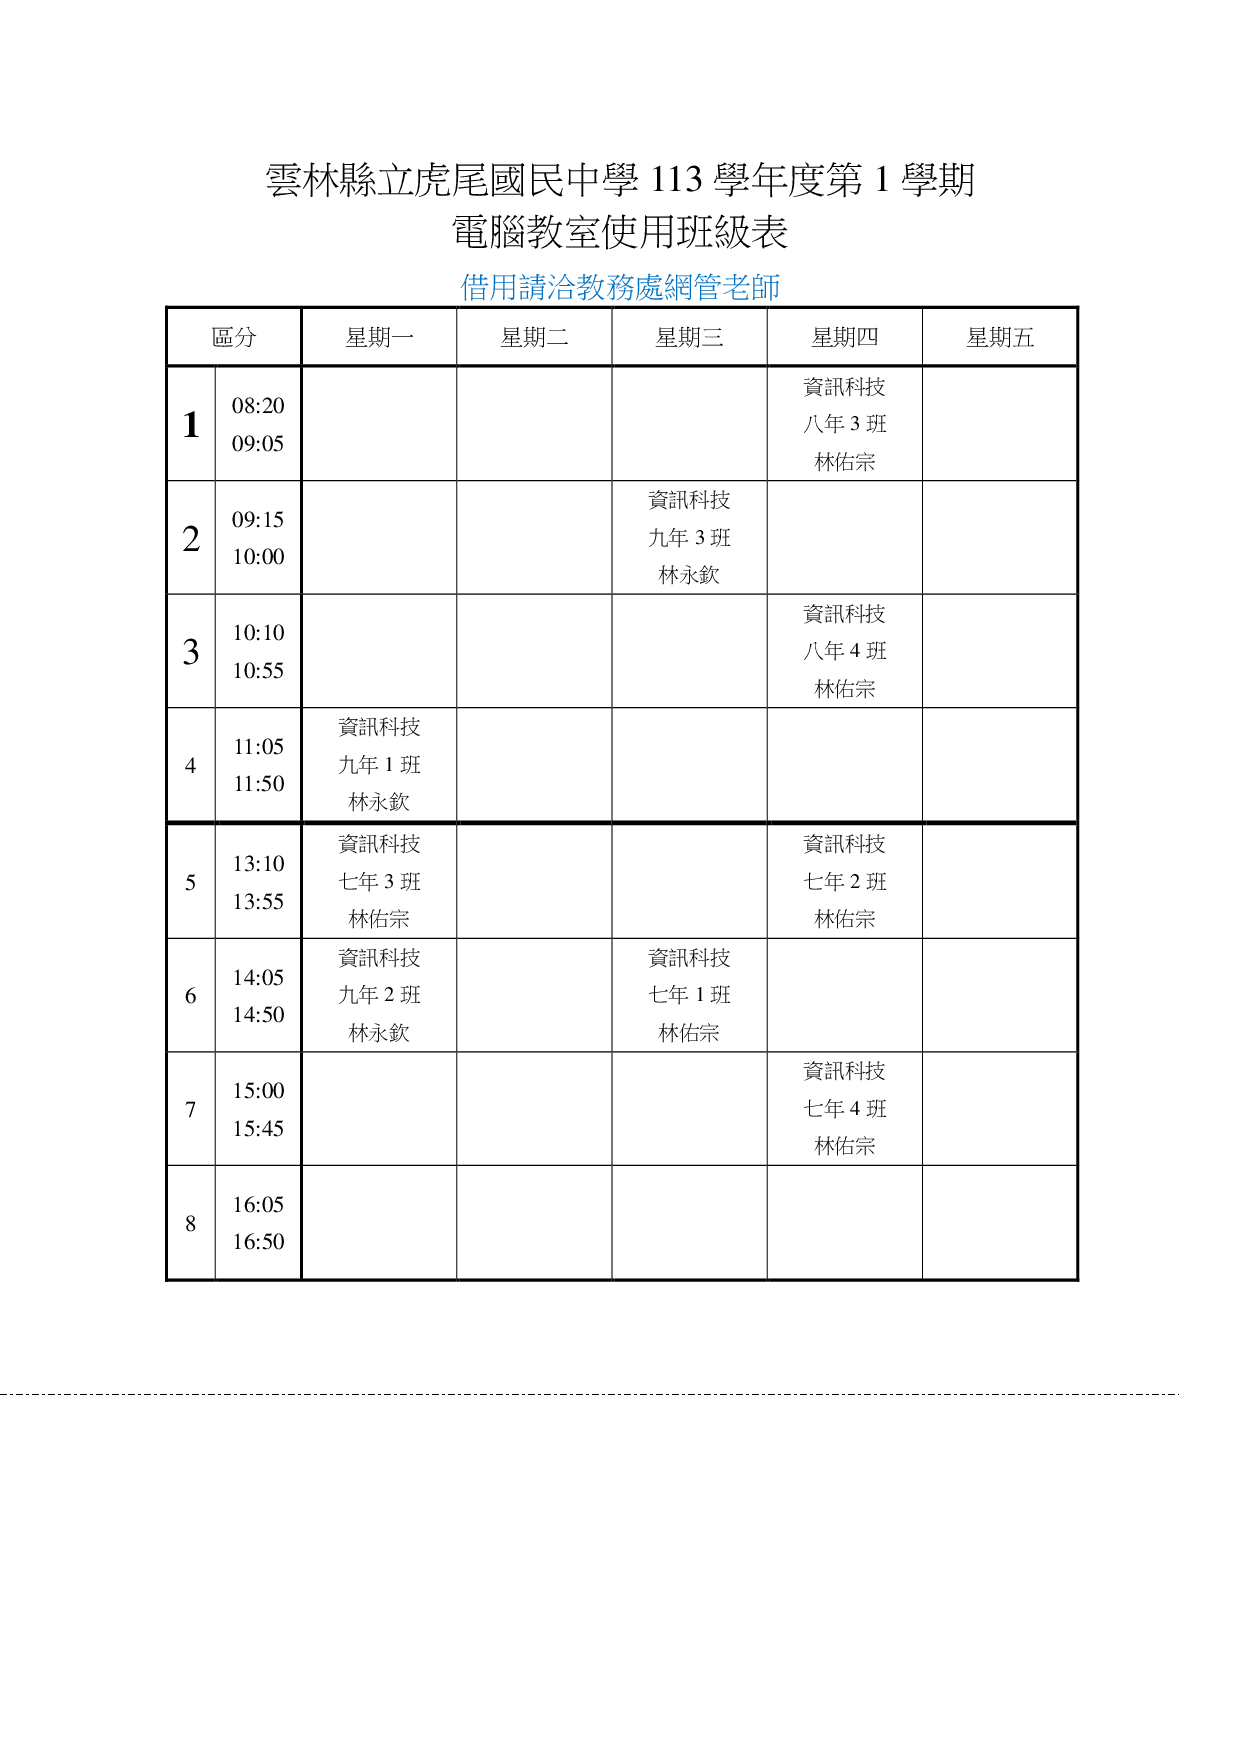 雲林縣立虎尾國民中學 113 學年度第 1 學期
電腦教室使用班級表
借用請洽教務處網管老師
區分 星期一 星期二 星期三 星期四 星期五
1
08:20
09:05
資訊科技
八年 3 班
林佑宗
2
09:15
10:00
資訊科技
九年 3 班
林永欽
3
10:10
10:55
資訊科技
八年 4 班
林佑宗
4
11:05
11:50
資訊科技
九年 1 班
林永欽
5
13:10
13:55
資訊科技
七年 3 班
林佑宗
資訊科技
七年 2 班
林佑宗
6
14:05
14:50
資訊科技
九年 2 班
林永欽
資訊科技
七年 1 班
林佑宗
7
15:00
15:45
資訊科技
七年 4 班
林佑宗
8
16:05
16:50